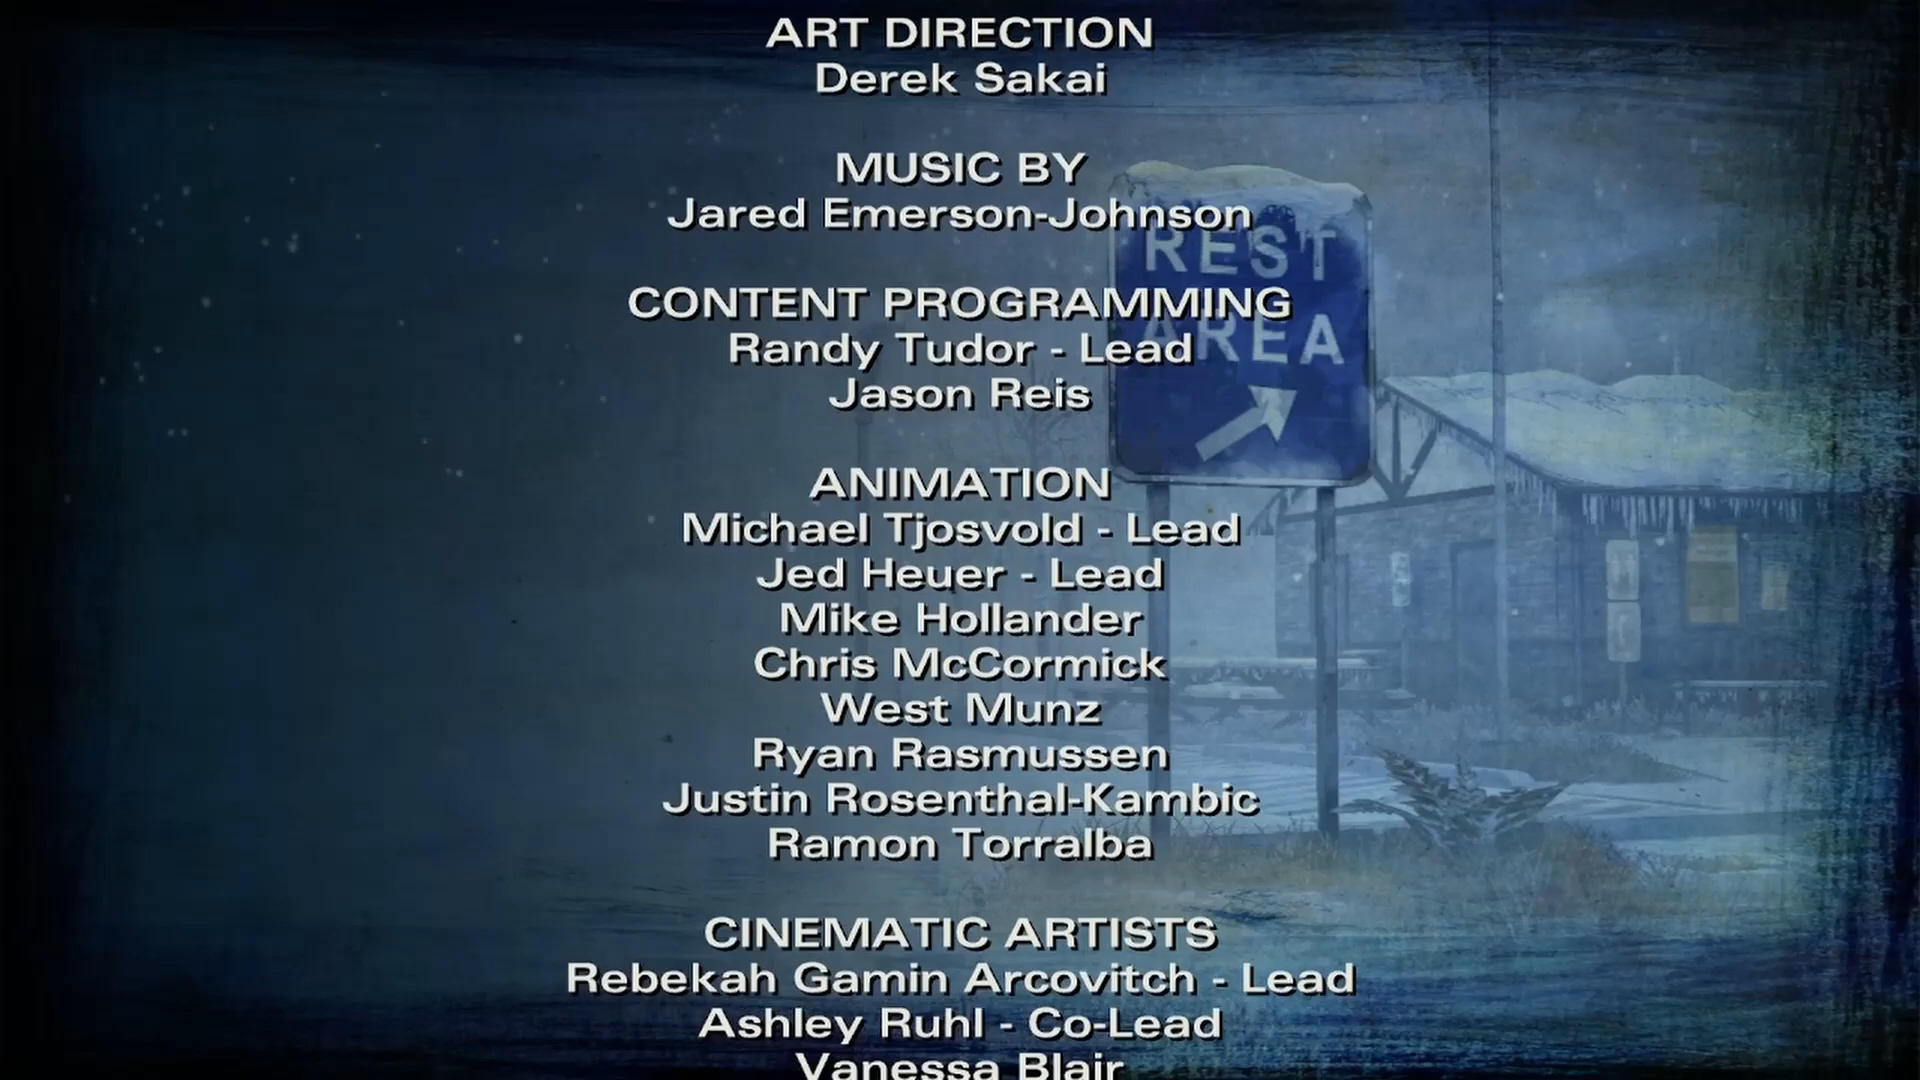 ART DIRECTION
Derek Sakai
MUSIC BY
Jared Emerson-Johnson
REST
AREA
CONTENT PROGRAMMING
Randy Tudor - Lead
Jason Reis
ANIMATION
Michael Tjosvold - Lead
Jed Heuer - Lead
Mike Hollander
Chris McCormick
West Munz
Ryan Rasmussen
Justin Rosenthal-Kambic
Ramon Torralba
CINEMATIC ARTISTS
Rebekah Gamin Arcovitch - Lead
Ashley Ruhl - Co-Lead
Vanessa Blair